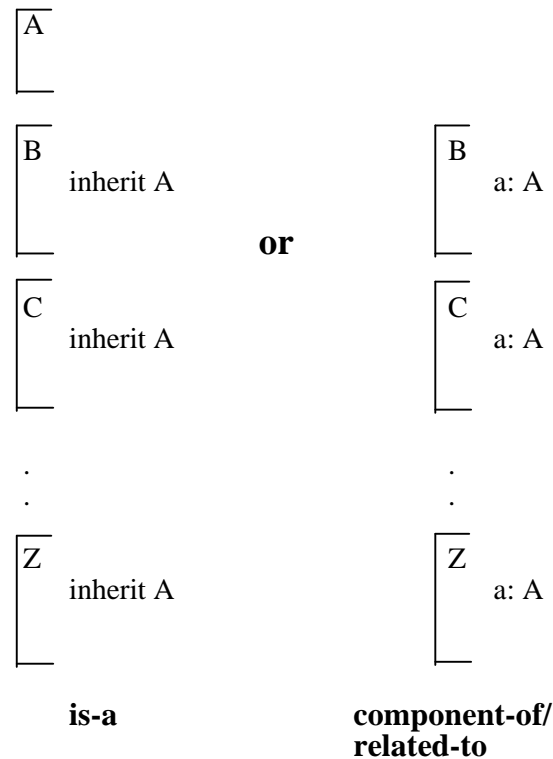 A
B
inherit A
or
B
a: A
C
inherit A
C
a: A
.
.
.
.
Z
inherit A
Z
a: A
is-a
component-of/
related-to